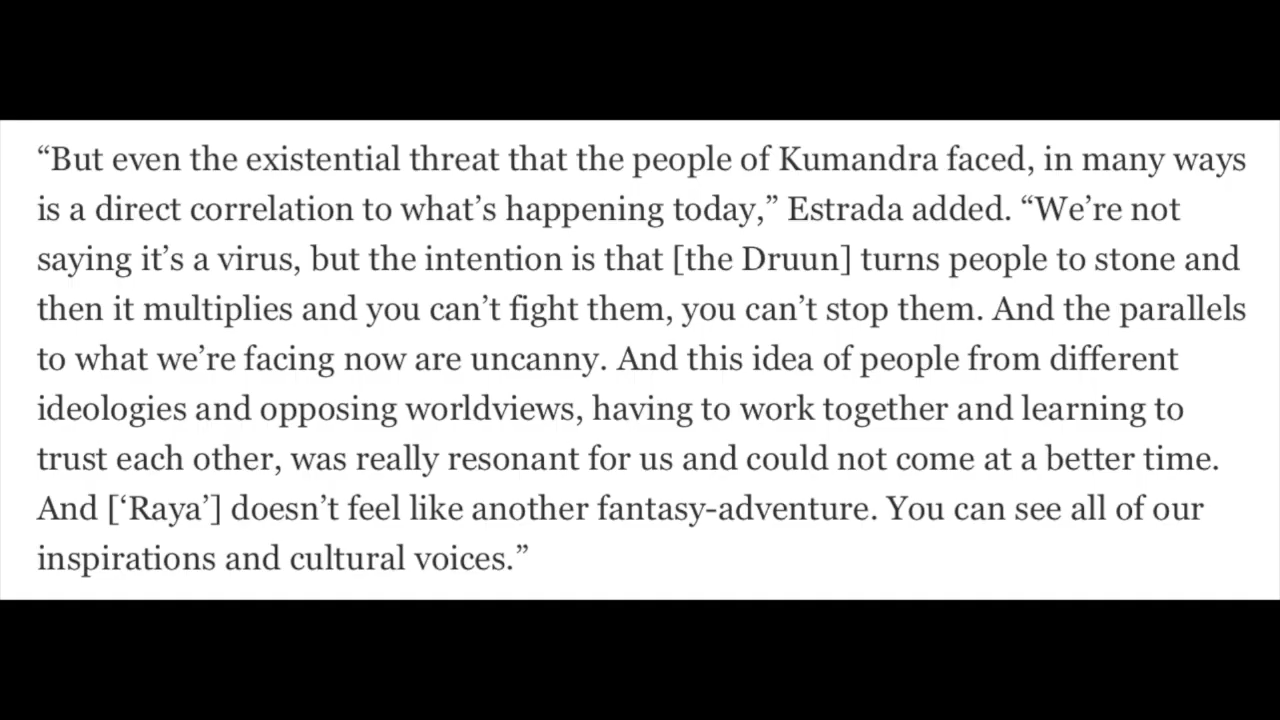 “But even the existential threat that the people of Kumandra faced, in many ways
is a direct correlation to what’s happening today,” Estrada added. “We’re not
saying it’s a virus, but the intention is that [the Druun] turns people to stone and
then it multiplies and you can’t fight them, you can’t stop them. And the parallels
to what we’re facing now are uncanny. And this idea of people from different
ideologies and opposing worldviews, having to work together and learning to
trust each other, was really resonant for us and could not come at a better time.
And [‘Raya’] doesn’t feel like another fantasy-adventure. You can see all of our
inspirations and cultural voices.”